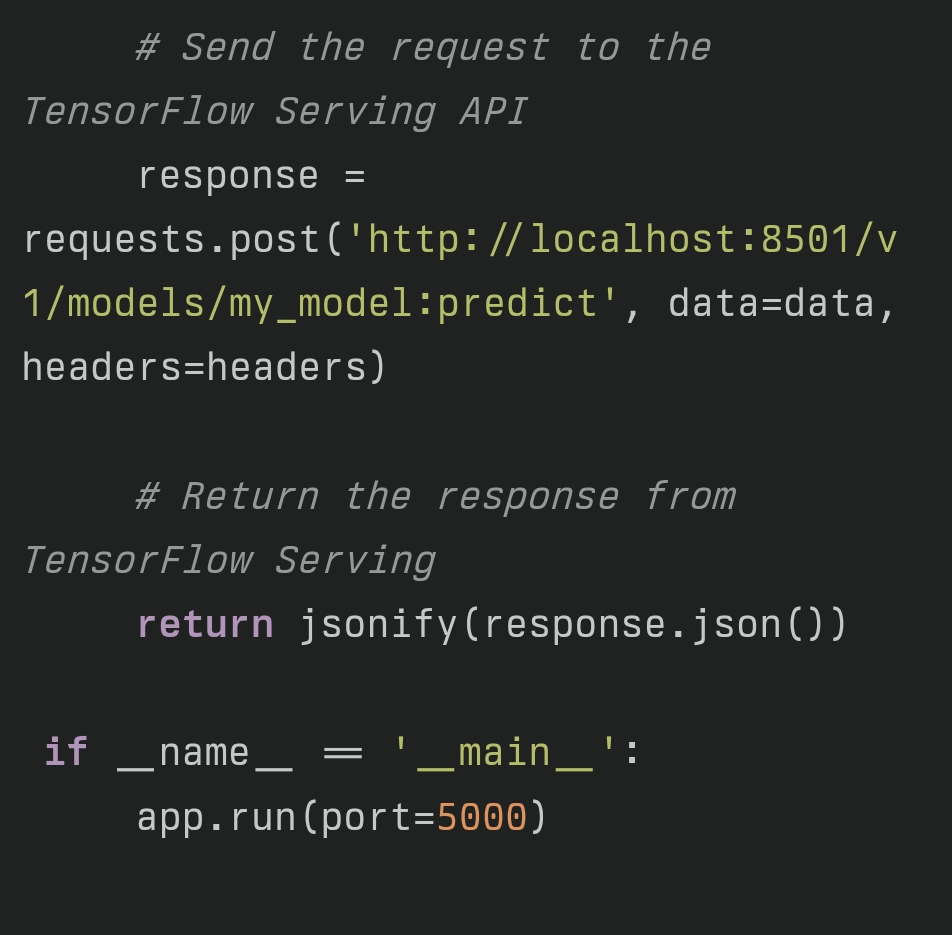 # Send the request to the
TensorFlow Serving API
response =
requests.post('http://localhost:8501/v
1/models/my_model:predict', data=data,
headers=headers)
# Return the response from
TensorFlow Serving
return jsonify(response.json())
if __name__ == '__main__':
app.run(port=5000)